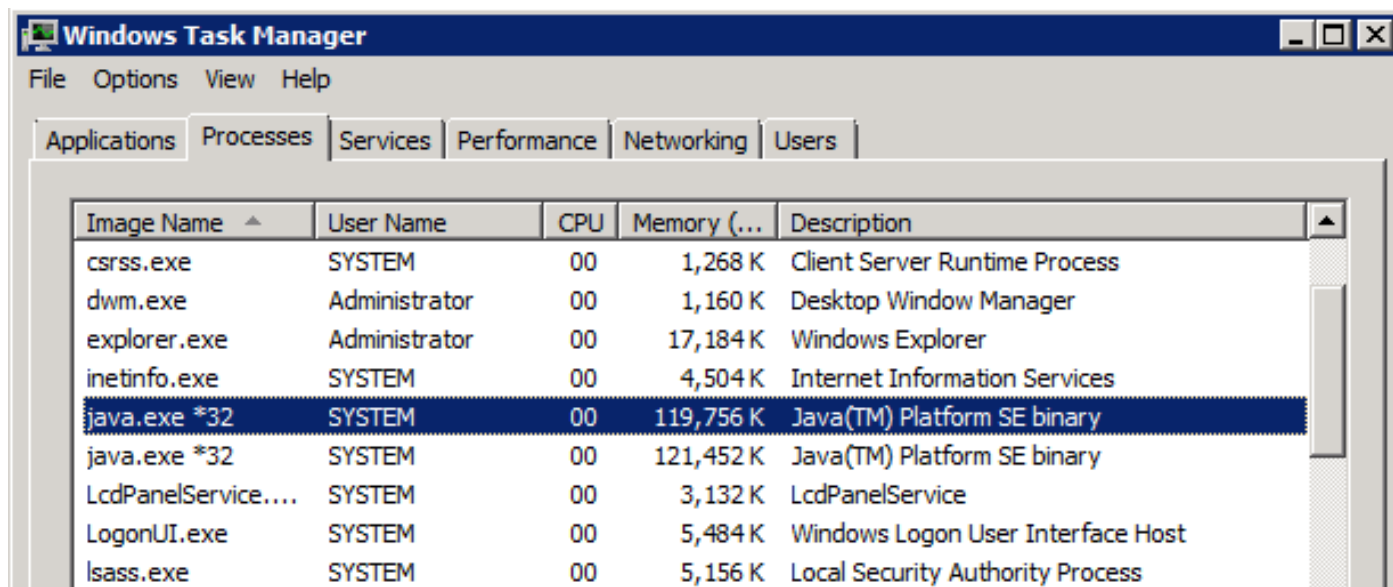 Windows Task Manager
File Options View Help
Applications Processes Services Performance Networking Users
Image Name User Name CPU Memory (... Description
csrss.exe SYSTEM 00 1,268 K Client Server Runtime Process
dwm.exe Administrator 00 1,160 K Desktop Window Manager
explorer.exe Administrator 00 17,184 K Windows Explorer
inetinfo.exe SYSTEM 00 4,504 K Internet Information Services
java.exe *32 SYSTEM 00 119,756 K Java(TM) Platform SE binary
java.exe *32 SYSTEM 00 121,452 K Java(TM) Platform SE binary
LcdPanelService.... SYSTEM 00 3,132 K LcdPanelService
LogonUI.exe SYSTEM 00 5,484 K Windows Logon User Interface Host
lsass.exe SYSTEM 00 5,156 K Local Security Authority Process